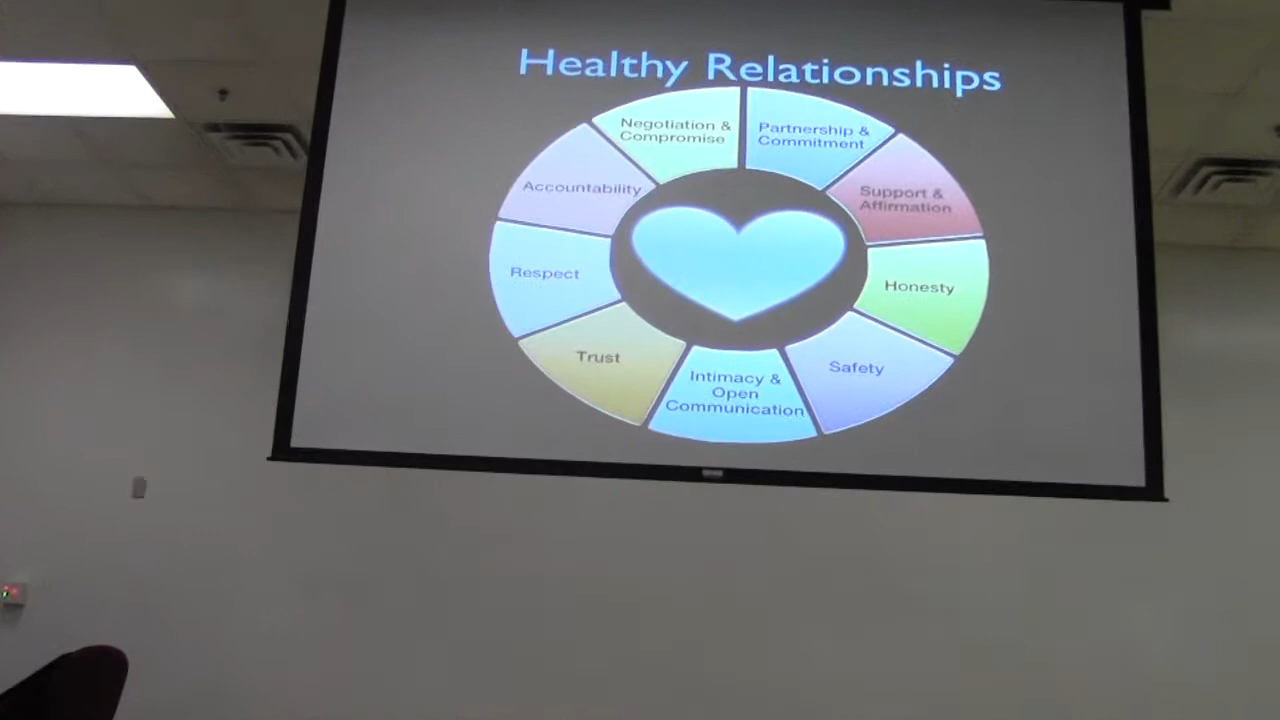 Healthy Relationships
Negotiation &
Compromise
Partnership &
Commitment
Support &
Affirmation
Honesty
Safety
Intimacy &
Open
Communication
Trust
Respect
Accountability